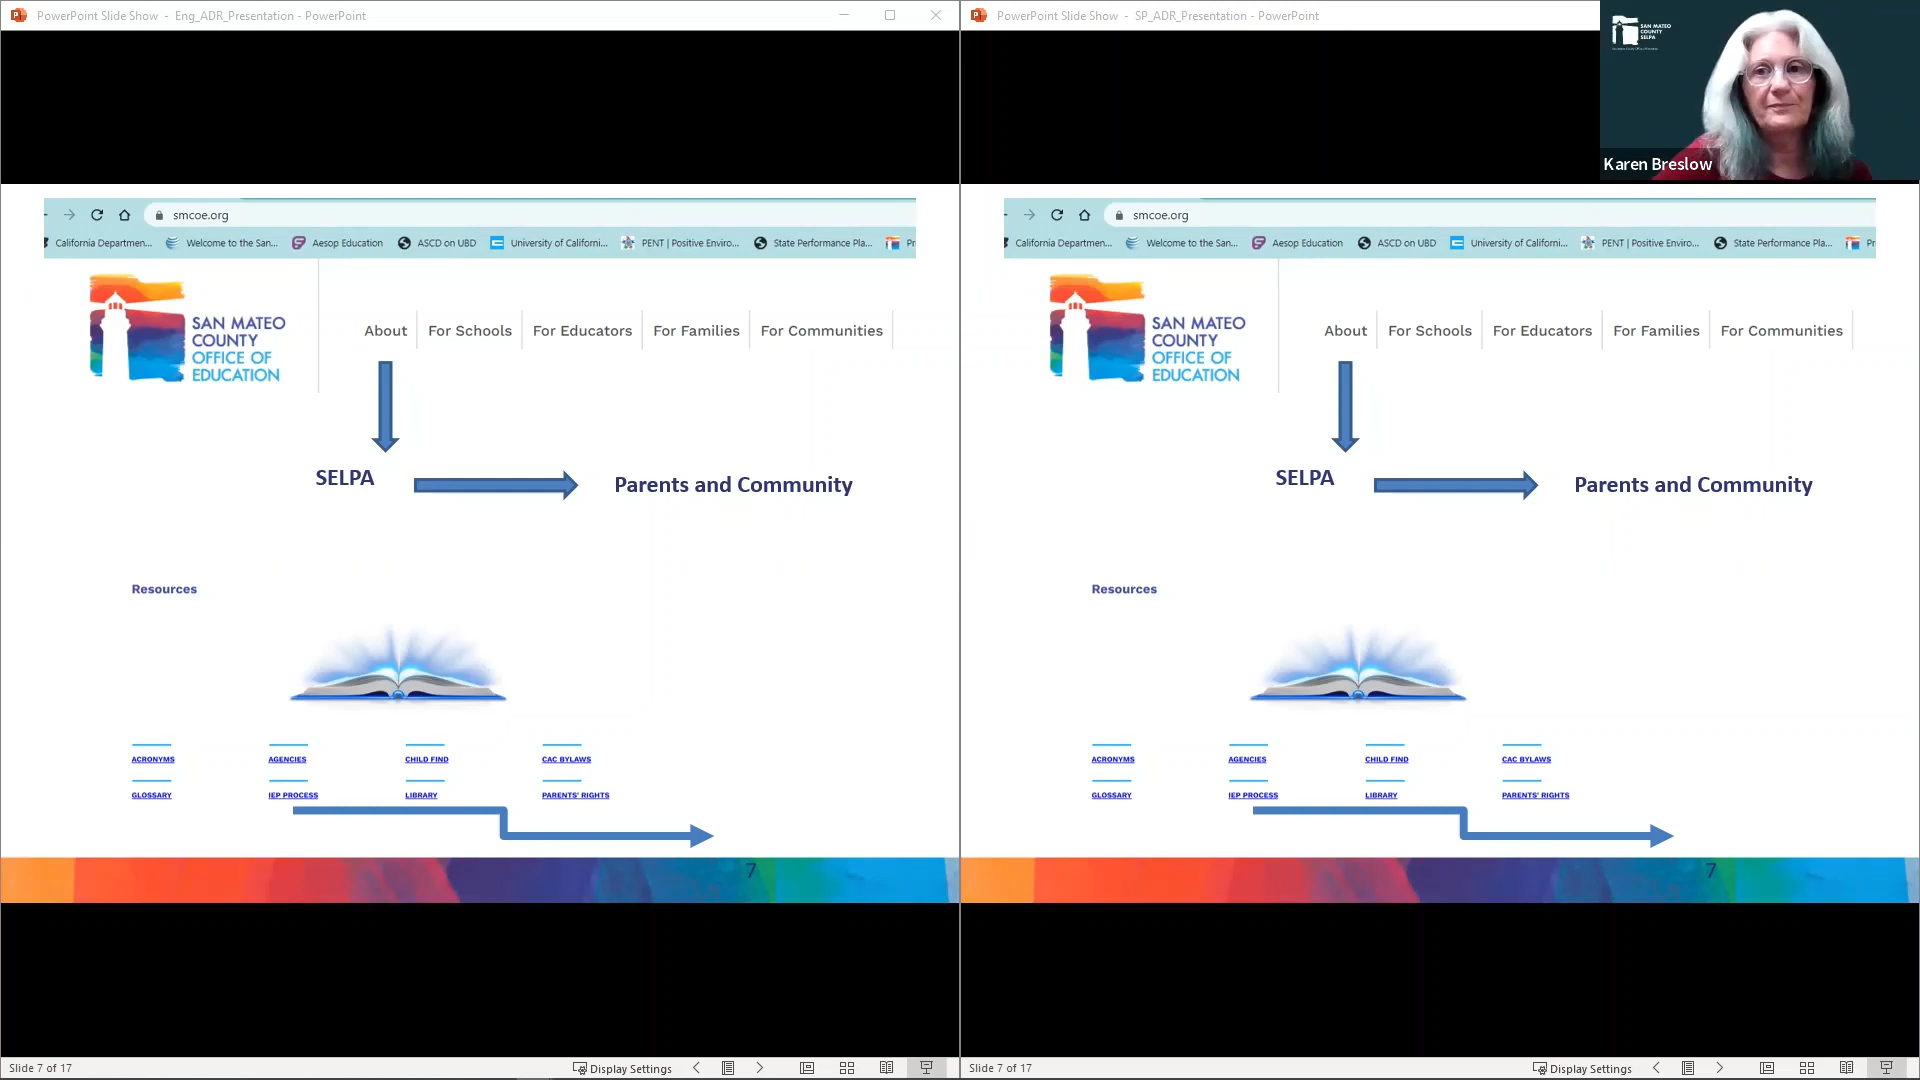 PowerPoint Slide Show - Eng_ADR_Presentation - PowerPoint
smcoe.org
California Departmen... Welcome to the San... Aesop Education ASCD on UBD University of Californi... PENT | Positive Enviro... State Performance Pla... Pr
SAN MATEO
COUNTY
OFFICE OF
EDUCATION
About For Schools For Educators For Families For Communities
SELPA
Parents and Community
Resources
ACRONYMS AGENCIES CHILD FIND CAC BYLAWS
GLOSSARY IEP PROCESS LIBRARY PARENTS' RIGHTS
7
Slide 7 of 17 Display Settings
PowerPoint Slide Show - SP_ADR_Presentation - PowerPoint
SAN MATEO
COUNTY
SELPA
Karen Breslow
smcoe.org
California Departmen... Welcome to the San... Aesop Education ASCD on UBD University of Californi... PENT | Positive Enviro... State Performance Pla... Pr
SAN MATEO
COUNTY
OFFICE OF
EDUCATION
About For Schools For Educators For Families For Communities
SELPA
Parents and Community
Resources
ACRONYMS AGENCIES CHILD FIND CAC BYLAWS
GLOSSARY IEP PROCESS LIBRARY PARENTS' RIGHTS
7
Slide 7 of 17 Display Settings